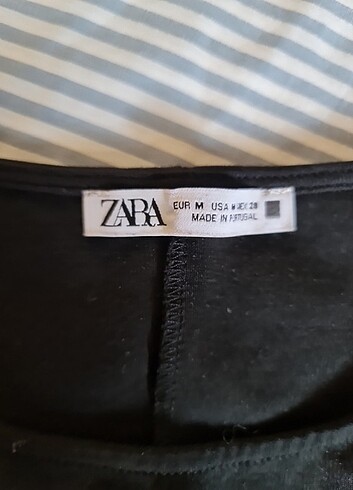 ZARA
EUR M USA M MEX 28
MADE IN PORTUGAL